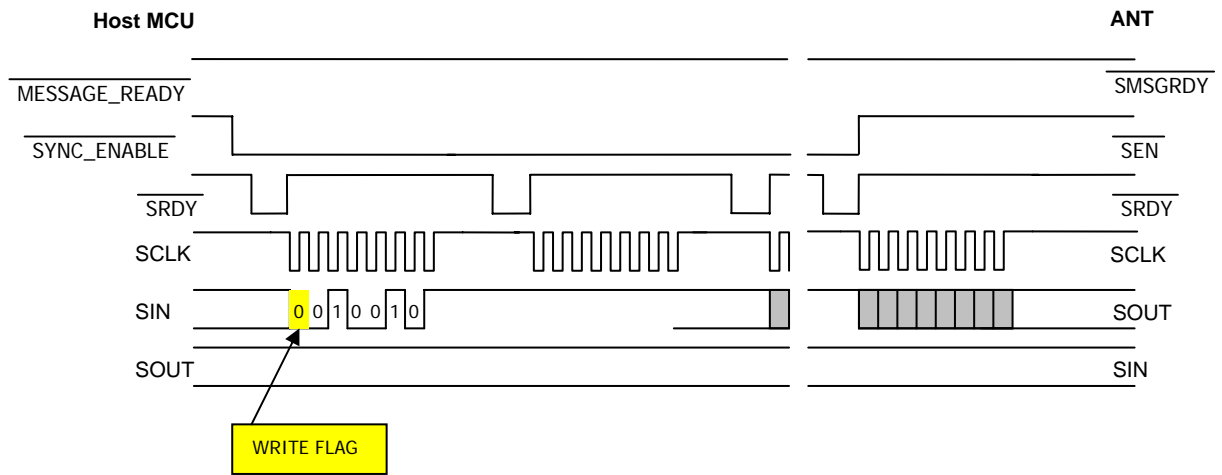 Host MCU ANT
MESSAGE_READY SMSGRDY
SYNC_ENABLE SEN
SRDY SRDY
SCLK SCLK
SIN 0 0 1 0 0 1 0 SOUT
SOUT SIN
WRITE FLAG